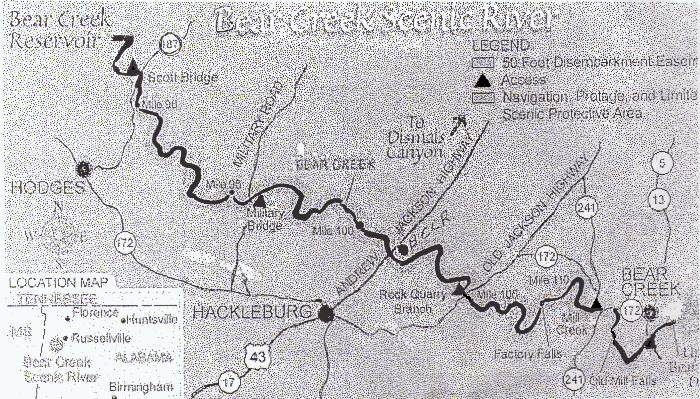 Bear Creek Scenic River
Bear Creek
Reservoir
187
Scott Bridge
LEGEND
50 Foot Disembarkment Easem
Access
Navigation, Protage, and Limite
Scenic Protective Area
Mile 90
MILITARY ROAD
To
Dismals
Canyon
BEAR CREEK
HODGES
Mile 95
Military
Bridge
Mile 100
ANDREW JACKSON HIGHWAY
B.C.C.R
OLD JACKSON HIGHWAY
5
13
241
N
W
172
172
LOCATION MAP
TENNESSEE
Florence
Huntsville
MS
Russellville
Bear Creek
Scenic River
ALABAMA
Birmingham
HACKLEBURG
Rock Quarry
Branch
Mile 105
Mile 110
Mill
Creek
BEAR
CREEK
172
43
17
Factory Falls
241
Old Mill Falls
Bear